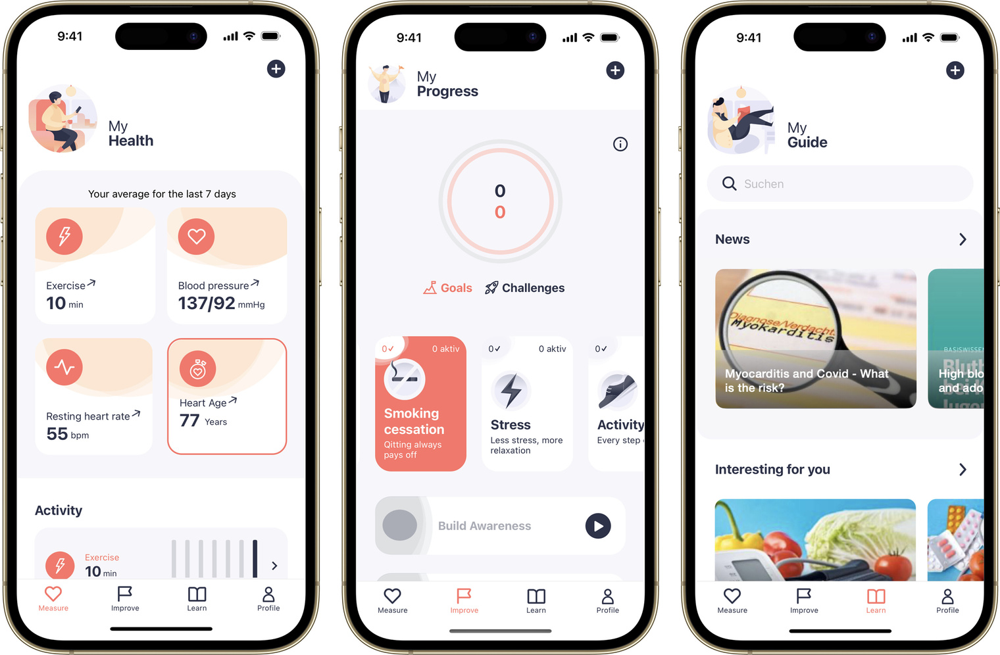 9:41
My
Health
Your average for the last 7 days
Exercise
10 min
Blood pressure
137/92 mmHg
Resting heart rate
55 bpm
Heart Age
77 Years
Activity
Exercise
10 min
Measure
Improve
Learn
Profile
9:41
My
Progress
0
0
Goals
Challenges
0
0 aktiv
Smoking
cessation
Qitting always
pays off
0
0 aktiv
Stress
Less stress, more
relaxation
0
Activity
Every step
Build Awareness
Measure
Improve
Learn
Profile
9:41
My
Guide
Suchen
News
Diagnose/Verdacht
Myokarditis
Myocarditis and Covid - What
is the risk?
BASISWISSEN
High blo
and ado
Interesting for you
Measure
Improve
Learn
Profile